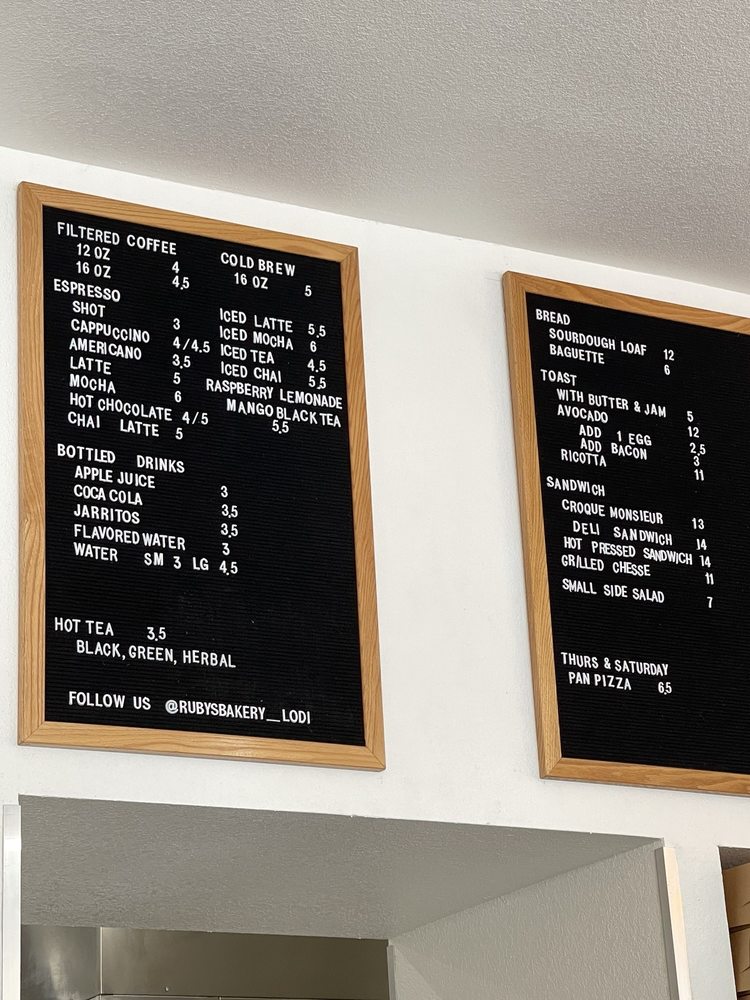 FILTERED COFFEE
12 OZ 4
16 OZ 4.5
ESPRESSO
SHOT 3
CAPPUCCINO 4/4.5
AMERICANO 3.5
LATTE 5
MOCHA 6
HOT CHOCOLATE 4/5
CHAI LATTE 5
COLD BREW
16 OZ 5
ICED LATTE 5.5
ICED MOCHA 6
ICED TEA 4.5
ICED CHAI 5.5
RASPBERRY LEMONADE
MANGO BLACK TEA
5.5
BOTTLED DRINKS
APPLE JUICE 3
COCA COLA 3.5
JARRITOS 3.5
FLAVORED WATER 3
WATER SM 3 LG 4.5
HOT TEA 3.5
BLACK, GREEN, HERBAL
FOLLOW US @RUBYSBAKERY_LODI
BREAD
SOURDOUGH LOAF 12
BAGUETTE 6
TOAST
WITH BUTTER & JAM 5
AVOCADO 12
ADD 1 EGG 2.5
ADD BACON 3
RICOTTA 11
SANDWICH
CROQUE MONSIEUR 13
DELI SANDWICH 14
HOT PRESSED SANDWICH 14
GRILLED CHESSE 11
SMALL SIDE SALAD 7
THURS & SATURDAY
PAN PIZZA 6.5